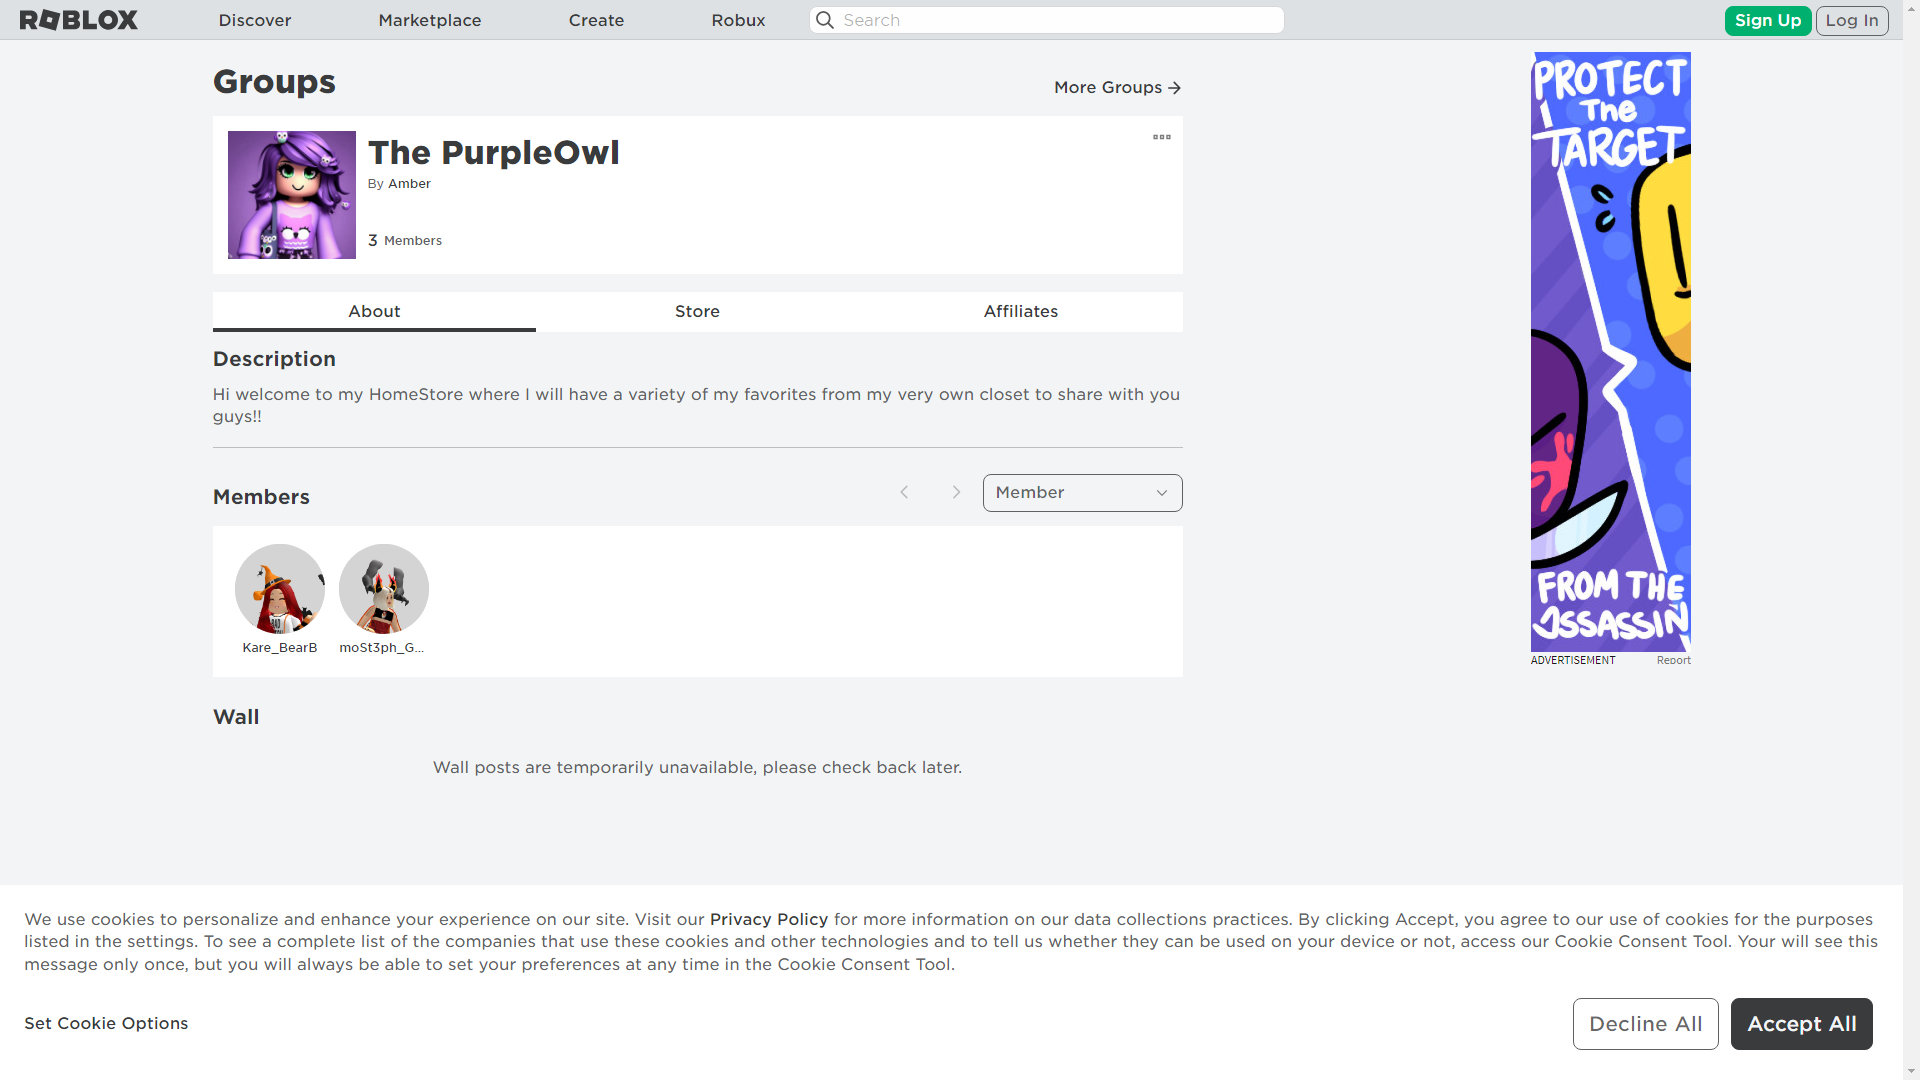 ROBLOX
Discover
Marketplace
Create
Robux
Search
Sign Up
Log In
Groups
More Groups
The PurpleOwl
By Amber
3 Members
About
Store
Affiliates
Description
Hi welcome to my HomeStore where I will have a variety of my favorites from my very own closet to share with you
guys!!
Members
Member
Kare_BearB
moSt3ph_G...
Wall
Wall posts are temporarily unavailable, please check back later.
PROTECT
The
TARGET
FROM THE
ASSASSIN
ADVERTISEMENT
Report
We use cookies to personalize and enhance your experience on our site. Visit our Privacy Policy for more information on our data collections practices. By clicking Accept, you agree to our use of cookies for the purposes
listed in the settings. To see a complete list of the companies that use these cookies and other technologies and to tell us whether they can be used on your device or not, access our Cookie Consent Tool. Your will see this
message only once, but you will always be able to set your preferences at any time in the Cookie Consent Tool.
Set Cookie Options
Decline All
Accept All